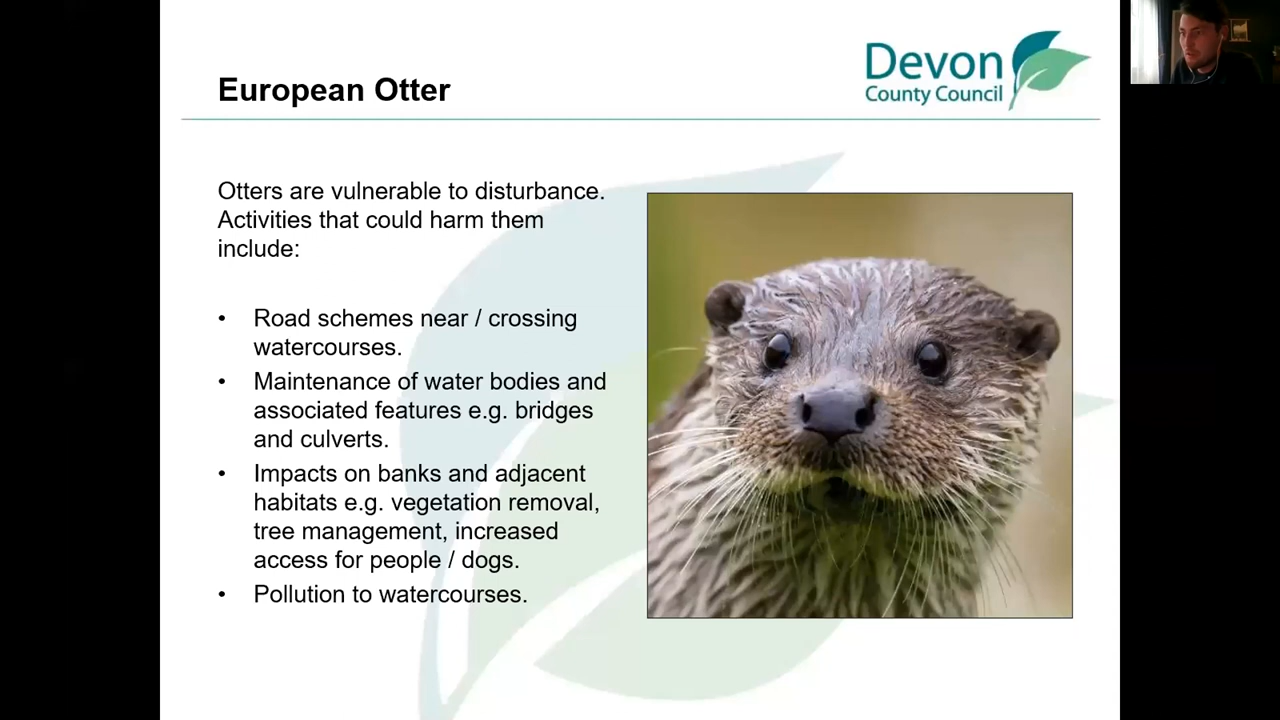 European Otter
Devon
County Council
Otters are vulnerable to disturbance.
Activities that could harm them
include:
• Road schemes near / crossing
watercourses.
• Maintenance of water bodies and
associated features e.g. bridges
and culverts.
• Impacts on banks and adjacent
habitats e.g. vegetation removal,
tree management, increased
access for people / dogs.
• Pollution to watercourses.